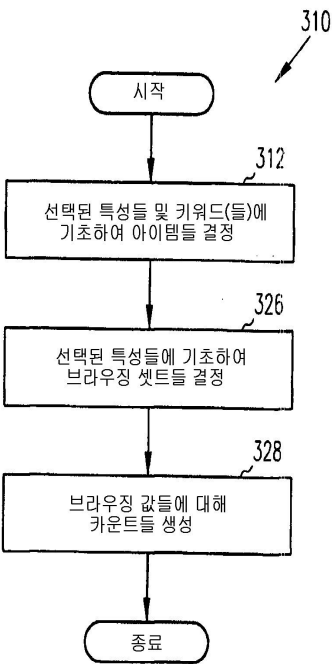 310
시작
312
선택된 특성들 및 키워드(들)에
기초하여 아이템들 결정
326
선택된 특성들에 기초하여
브라우징 셋트들 결정
328
브라우징 값들에 대해
카운트들 생성
종료